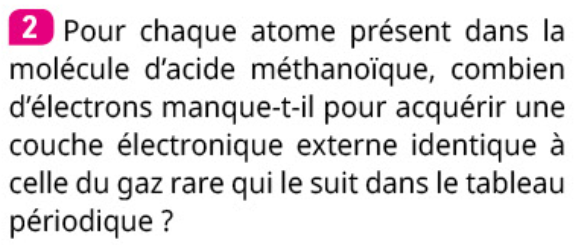 2 Pour chaque atome présent dans la
molécule d'acide méthanoïque, combien
d'électrons manque-t-il pour acquérir une
couche électronique externe identique à
celle du gaz rare qui le suit dans le tableau
périodique ?